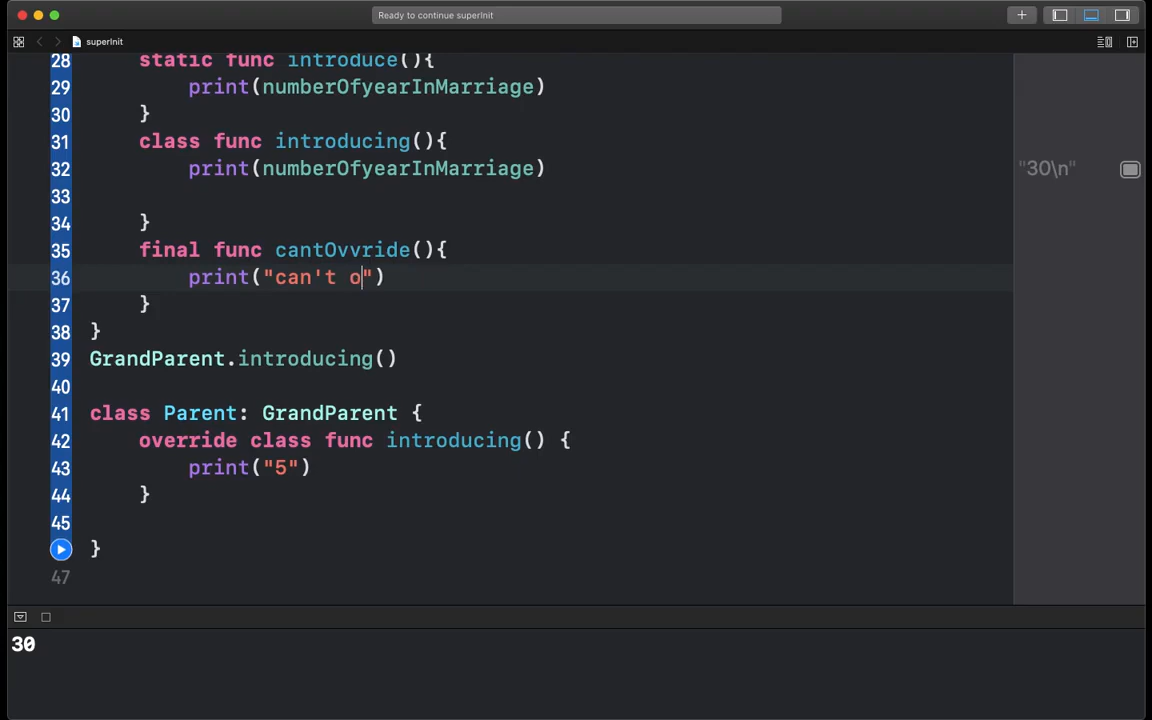 Ready to continue superInit
superInit
28 static func introduce(){
29 print(numberOfyearInMarriage)
30 }
31 class func introducing(){
32 print(numberOfyearInMarriage)
"30\n"
33
34 }
35 final func cantOvvride(){
36 print("can't o")
37 }
38 }
39 GrandParent.introducing()
40
41 class Parent: GrandParent {
42 override class func introducing() {
43 print("5")
44 }
45
}
47
30